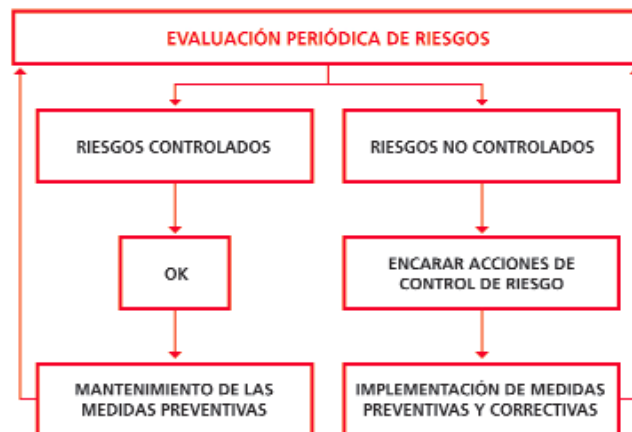 EVALUACIÓN PERIÓDICA DE RIESGOS
RIESGOS CONTROLADOS
RIESGOS NO CONTROLADOS
OK
ENCARAR ACCIONES DE
CONTROL DE RIESGO
MANTENIMIENTO DE LAS
MEDIDAS PREVENTIVAS
IMPLEMENTACIÓN DE MEDIDAS
PREVENTIVAS Y CORRECTIVAS